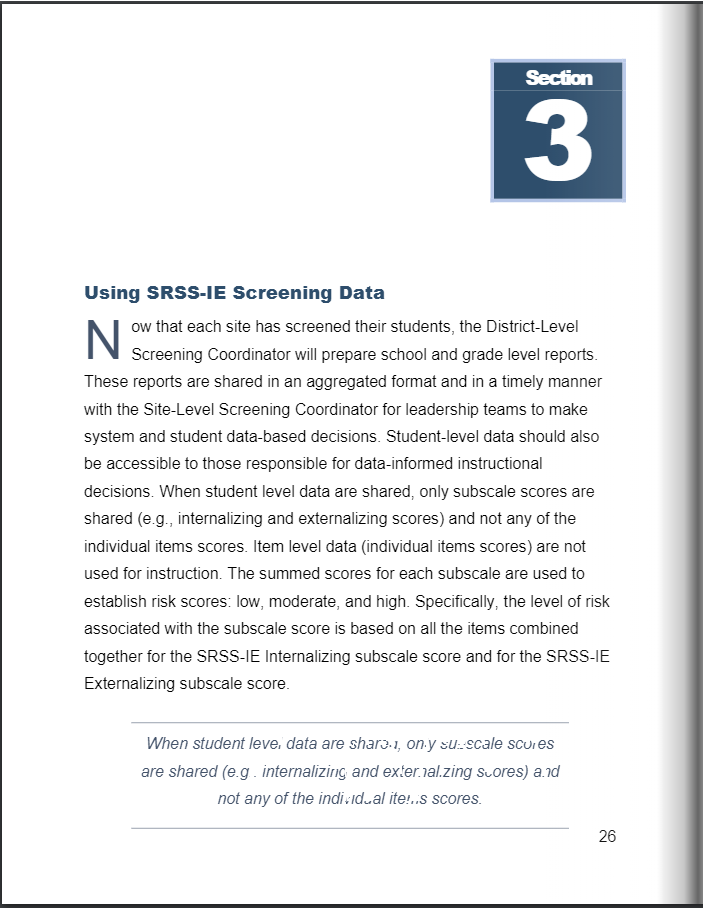 Section
3
Using SRSS-IE Screening Data
Now that each site has screened their students, the District-Level
Screening Coordinator will prepare school and grade level reports.
These reports are shared in an aggregated format and in a timely manner
with the Site-Level Screening Coordinator for leadership teams to make
system and student data-based decisions. Student-level data should also
be accessible to those responsible for data-informed instructional
decisions. When student level data are shared, only subscale scores are
shared (e.g., internalizing and externalizing scores) and not any of the
individual items scores. Item level data (individual items scores) are not
used for instruction. The summed scores for each subscale are used to
establish risk scores: low, moderate, and high. Specifically, the level of risk
associated with the subscale score is based on all the items combined
together for the SRSS-IE Internalizing subscale score and for the SRSS-IE
Externalizing subscale score.
When student level data are shared, only subscale scores
are shared (e.g. internalizing and externalizing scores) and
not any of the individual items scores.
26